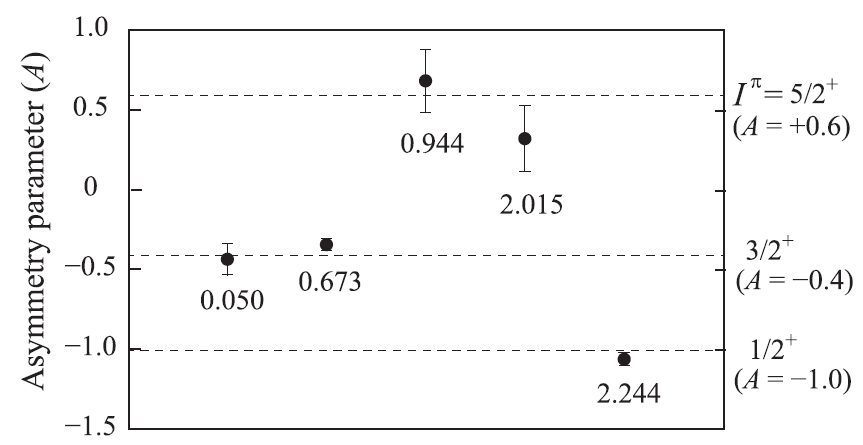 Asymmetry parameter (A)
1.0
0.5
0
−0.5
−1.0
−1.5
0.050
0.673
0.944
2.015
2.244
Iπ = 5/2+
(A = +0.6)
3/2+
(A = −0.4)
1/2+
(A = −1.0)